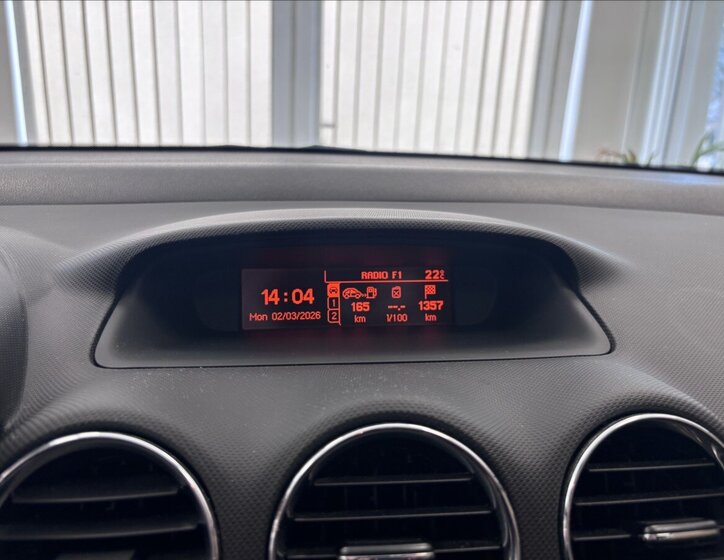 RADIO F1 22°C
14:04
Mon 02/03/2026
1
2
165 --.- 1357
km l/100 km